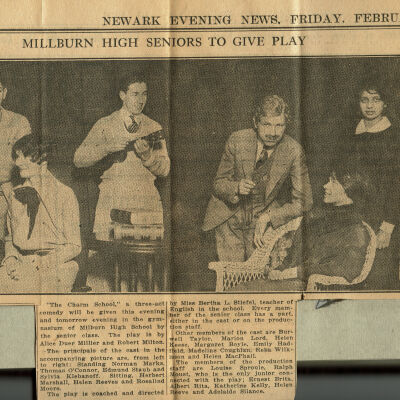 NEWARK EVENING NEWS, FRIDAY, FEBRU
MILLBURN HIGH SENIORS TO GIVE PLAY
"The Charm School," a three-act
comedy will be given this evening
and tomorrow evening in the gym-
nasium of Millburn High School by
the senior class. The play is by
Alice Duer Miller and Robert Milton.
The principals of the cast in the
accompanying picture are, from left
to right: Standing, Norman Marks,
Thomas O'Connor, Edmund Staub and
Sylvia Klebanoff. Sitting, Herbert
Marshall, Helen Reeves and Rosalind
Moore.
The play is coached and directed
by Miss Bertha L. Stiefel, teacher of
English in the school. Every mem-
ber of the senior class has a part,
either in the cast or on the produc-
tion staff.
Other members of the cast are Bur-
well Taylor, Marion Lord, Helen
Keese, Margaret Boyle, Emily Had-
field, Madeline Coughlan, Reba Wilk-
inson and Helen MacPhail.
The members of the production
staff are Louise Sproule, Ralph
Mount, who is the only junior con-
nected with the play; Ernest Brita,
Albert Rita, Katherine Kelly, Helen
and Adelaide Silance.